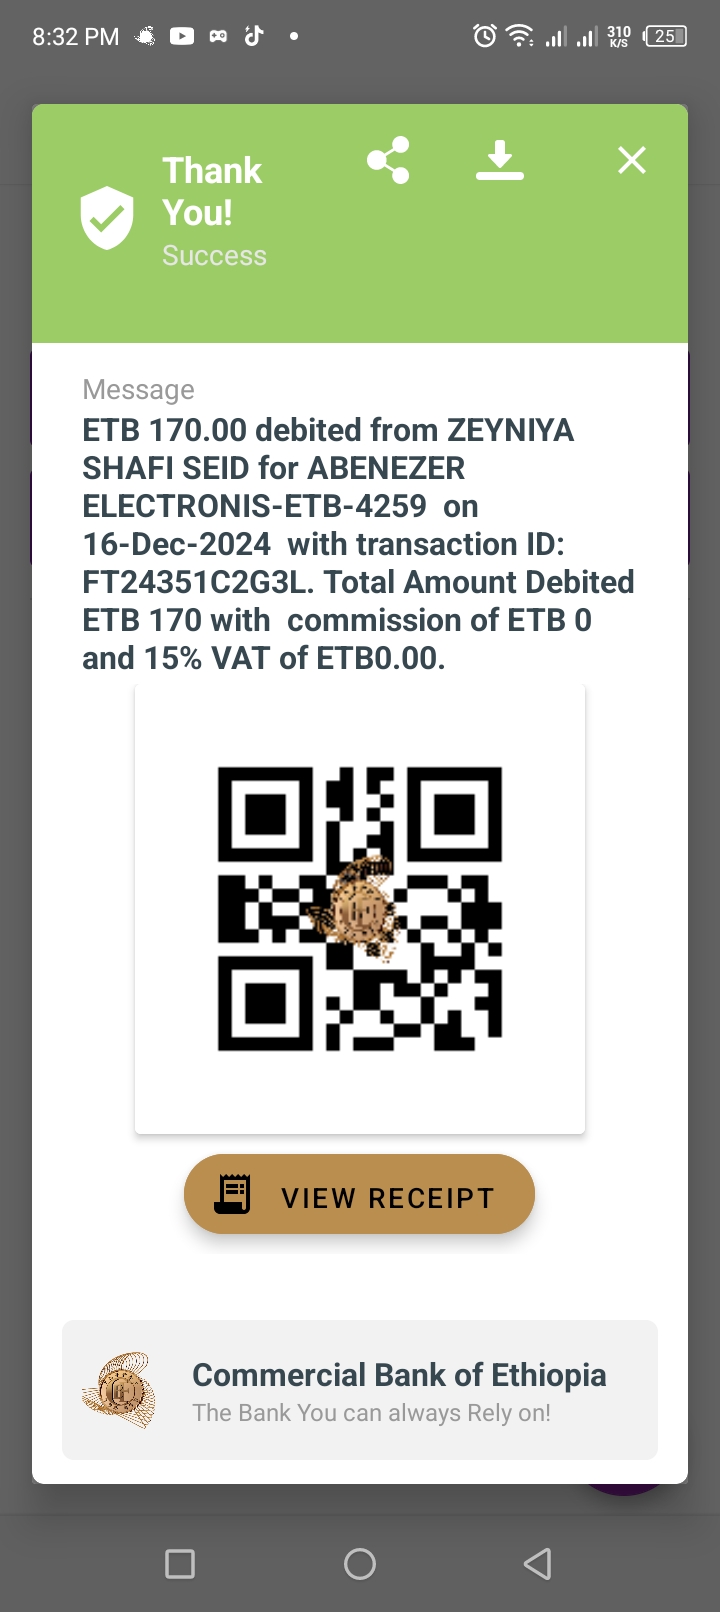 8:32 PM
310
K/S
25
Thank
You!
Success
Message
ETB 170.00 debited from ZEYNIYA
SHAFI SEID for ABENEZER
ELECTRONIS-ETB-4259 on
16-Dec-2024 with transaction ID:
FT24351C2G3L. Total Amount Debited
ETB 170 with commission of ETB 0
and 15% VAT of ETB0.00.
VIEW RECEIPT
Commercial Bank of Ethiopia
The Bank You can always Rely on!